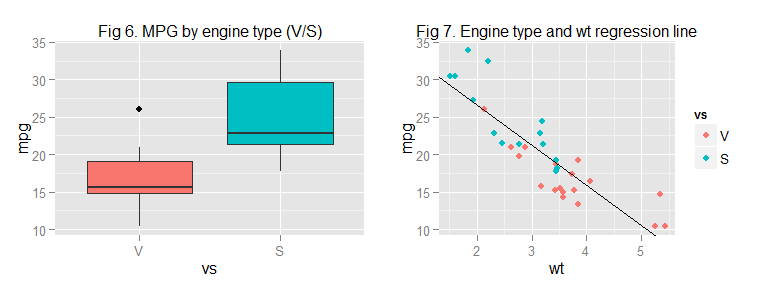 Fig 6. MPG by engine type (V/S)
35
30
25
20
15
10
mpg
V
S
vs
Fig 7. Engine type and wt regression line
35
30
25
20
15
10
mpg
2
3
4
5
wt
vs
V
S